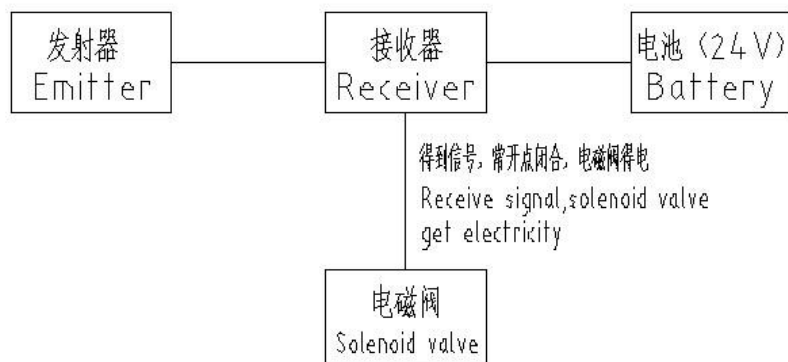 发射器
Emitter
接收器
Receiver
电池（24V）
Battery
得到信号，常开点闭合，电磁阀得电
Receive signal,solenoid valve
get electricity
电磁阀
Solenoid valve